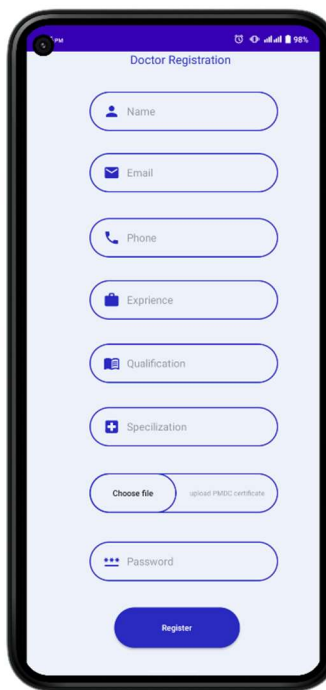 PM 98%
Doctor Registration
Name
Email
Phone
Exprience
Qualification
Specilization
Choose file upload PMDC certificate
Password
Register